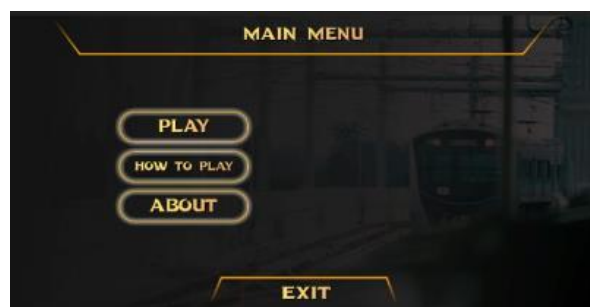 MAIN MENU
PLAY
HOW TO PLAY
ABOUT
EXIT